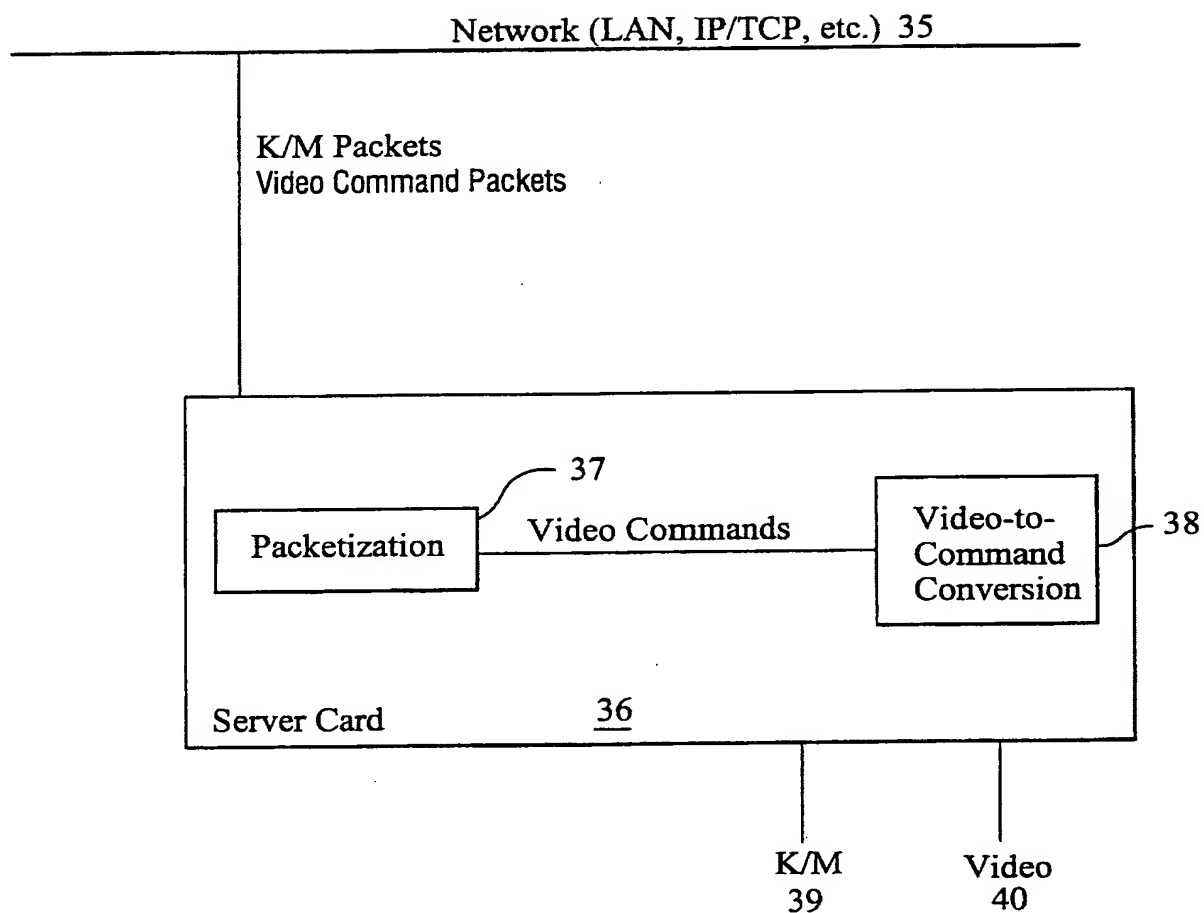 Network (LAN, IP/TCP, etc.) 35
K/M Packets
Video Command Packets
37
Packetization
Video Commands
Video-to-
Command
Conversion
38
Server Card
36
K/M
39
Video
40